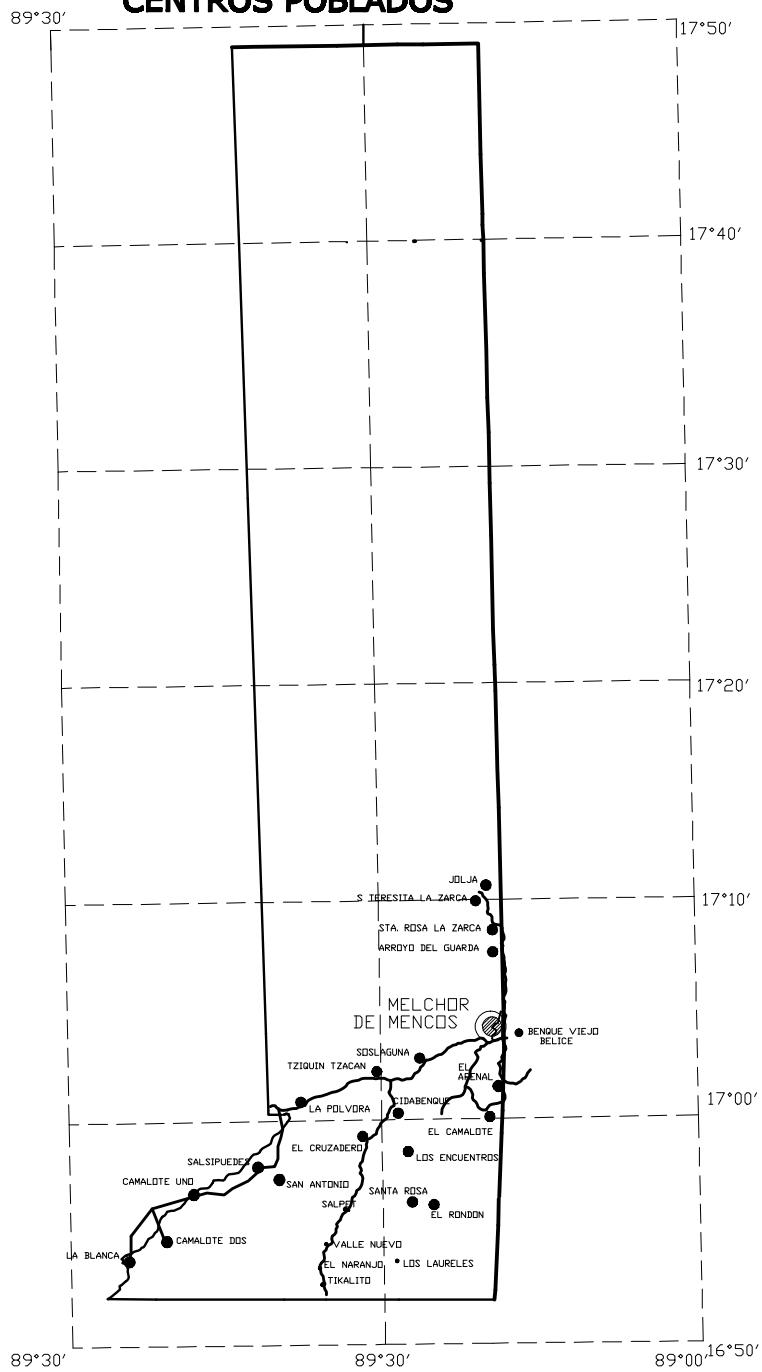 CENTROS POBLADOS
89°30′
17°50′
17°40′
17°30′
17°20′
JOLJA
S TERESITA LA ZARCA
17°10′
STA. ROSA LA ZARCA
ARROYO DEL GUARDA
MELCHOR
DE MENCOS
BENQUE VIEJO
BELICE
SOSLAGUNA
TZIQUIN TZACAN
EL
ARENAL
CIDABENQUE
17°00′
LA POLVORA
EL CAMALOTE
EL CRUZADERO
LOS ENCUENTROS
SALSIPUEDES
CAMALOTE UNO
SAN ANTONIO
SANTA ROSA
SALPET
EL RONDON
CAMALOTE DOS
VALLE NUEVO
LA BLANCA
EL NARANJO
LOS LAURELES
TIKALITO
89°30′
89°30′
89°00′
16°50′